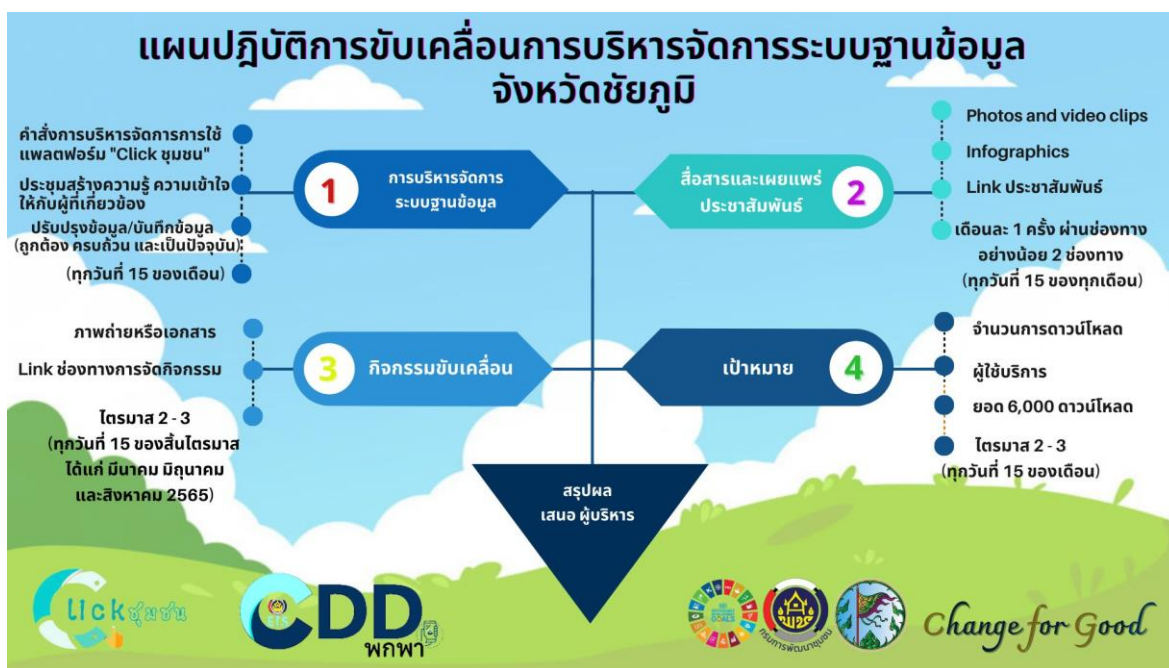 แผนปฏิบัติการขับเคลื่อนการบริหารจัดการระบบฐานข้อมูล
จังหวัดชัยภูมิ
คำสั่งการบริหารจัดการการใช้
แพลตฟอร์ม "Click ชุมชน"
ประชุมสร้างความรู้ ความเข้าใจ
ให้กับผู้ที่เกี่ยวข้อง
ปรับปรุงข้อมูล/บันทึกข้อมูล
(ถูกต้อง ครบถ้วน และเป็นปัจจุบัน)
(ทุกวันที่ 15 ของเดือน)
1
การบริหารจัดการ
ระบบฐานข้อมูล
สื่อสารและเผยแพร่
ประชาสัมพันธ์
2
Photos and video clips
Infographics
Link ประชาสัมพันธ์
เดือนละ 1 ครั้ง ผ่านช่องทาง
อย่างน้อย 2 ช่องทาง
(ทุกวันที่ 15 ของทุกเดือน)
ภาพถ่ายหรือเอกสาร
Link ช่องทางการจัดกิจกรรม
ไตรมาส 2 - 3
(ทุกวันที่ 15 ของสิ้นไตรมาส
ได้แก่ มีนาคม มิถุนาคม
และสิงหาคม 2565)
3
กิจกรรมขับเคลื่อน
เป้าหมาย
4
จำนวนการดาวน์โหลด
ผู้ใช้บริการ
ยอด 6,000 ดาวน์โหลด
ไตรมาส 2 - 3
(ทุกวันที่ 15 ของเดือน)
สรุปผล
เสนอ ผู้บริหาร
Click ชุมชน
CDD
พกพา
กรมการพัฒนาชุมชน
Change for Good